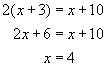 2(x + 3) = x + 10
2x + 6 = x + 10
x = 4